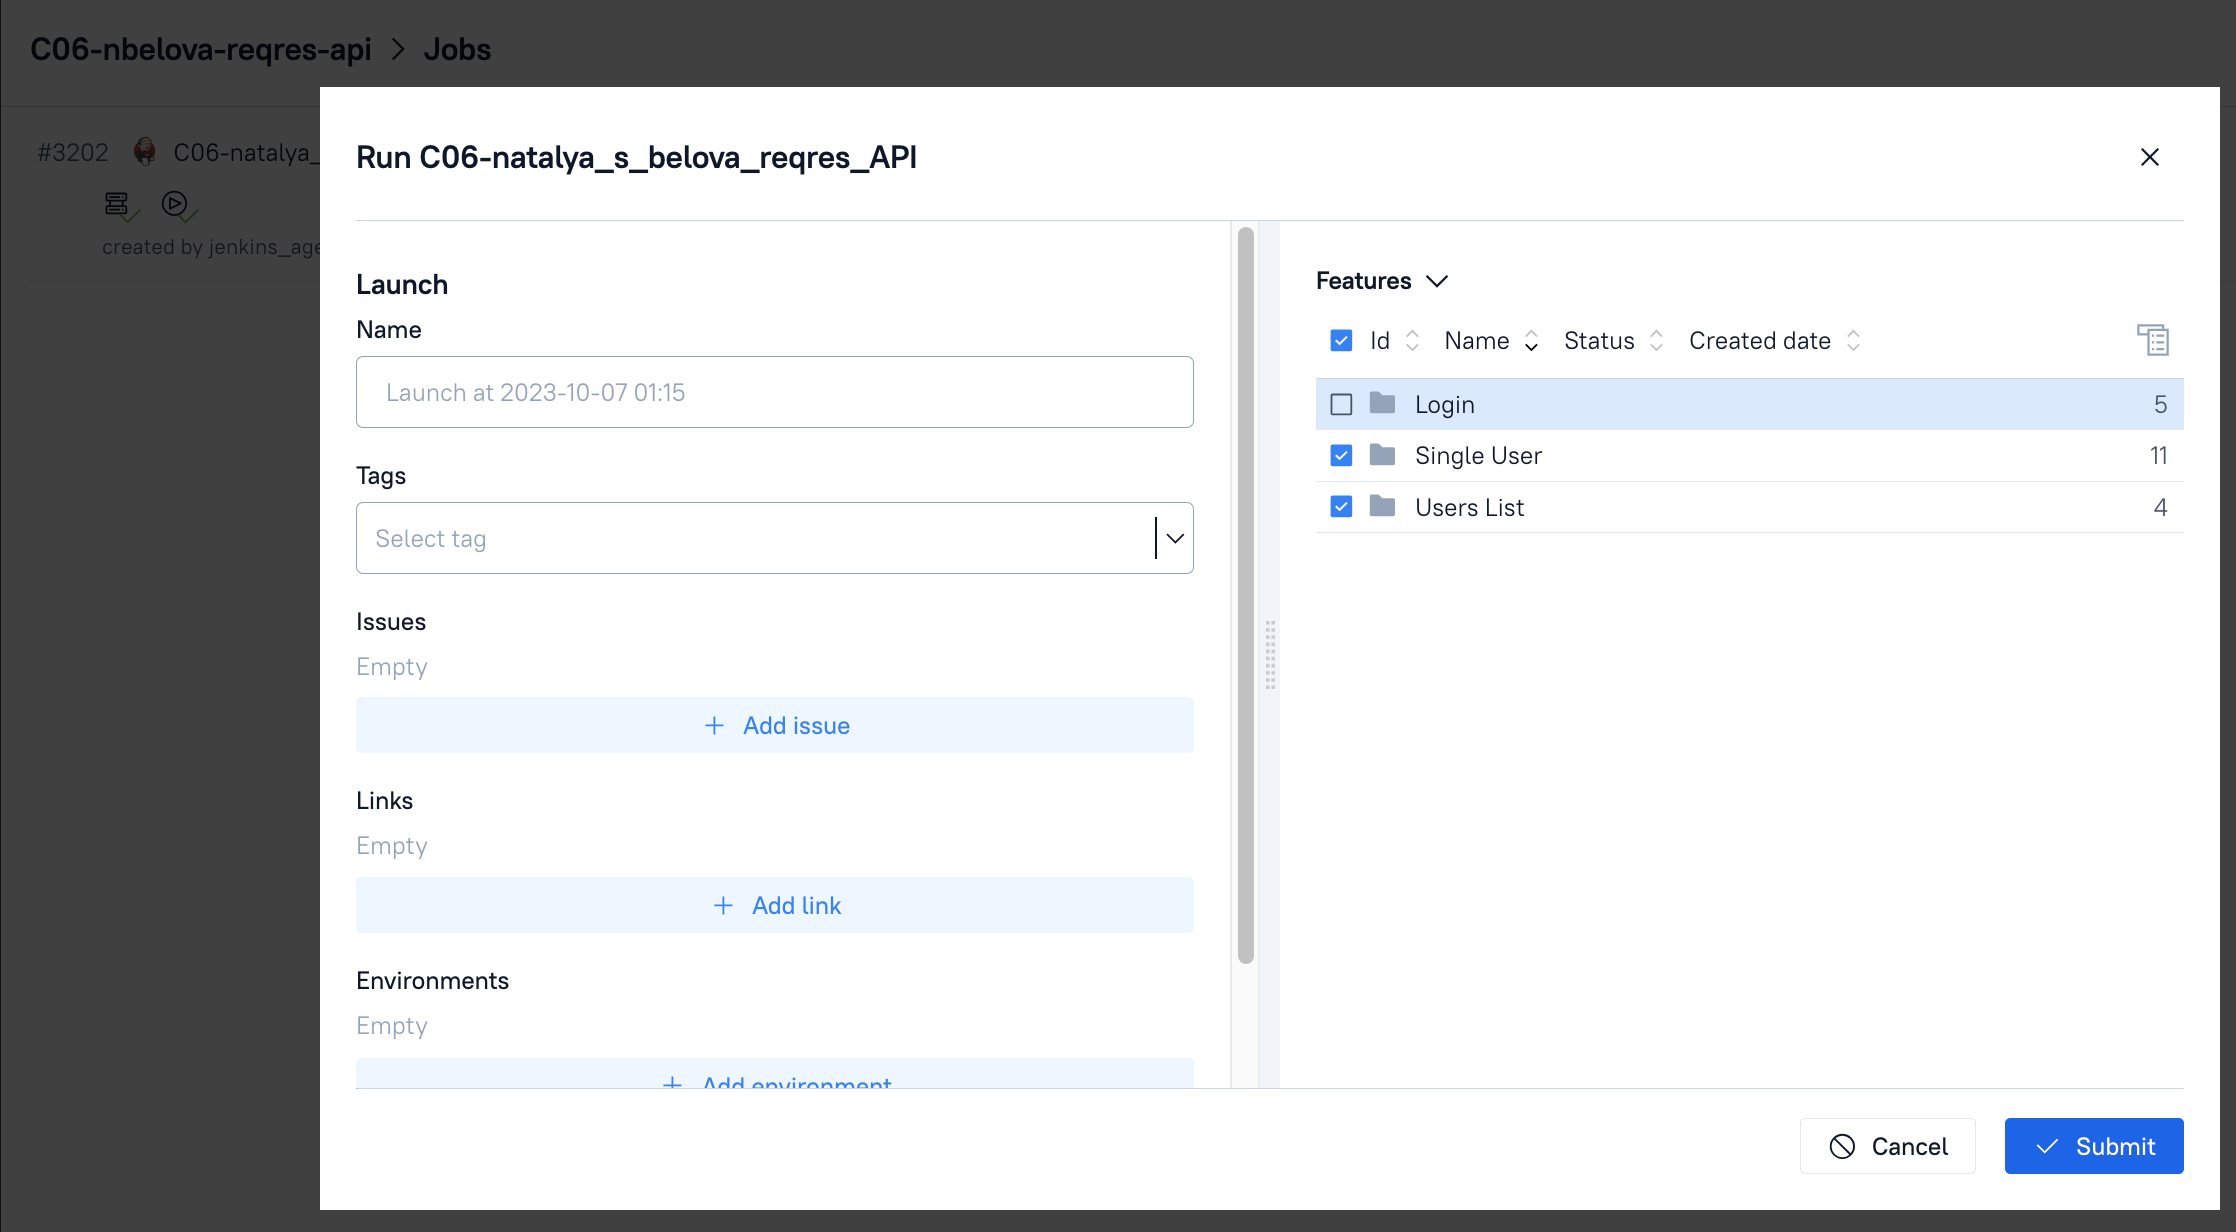 C06-nbelova-reqres-api > Jobs
#3202 C06-natalya_
created by jenkins_age
Run C06-natalya_s_belova_reqres_API
Launch
Name
Launch at 2023-10-07 01:15
Tags
Select tag
Issues
Empty
+ Add issue
Links
Empty
+ Add link
Environments
Empty
+ Add environment
Features
Id Name Status Created date
Login 5
Single User 11
Users List 4
Cancel Submit